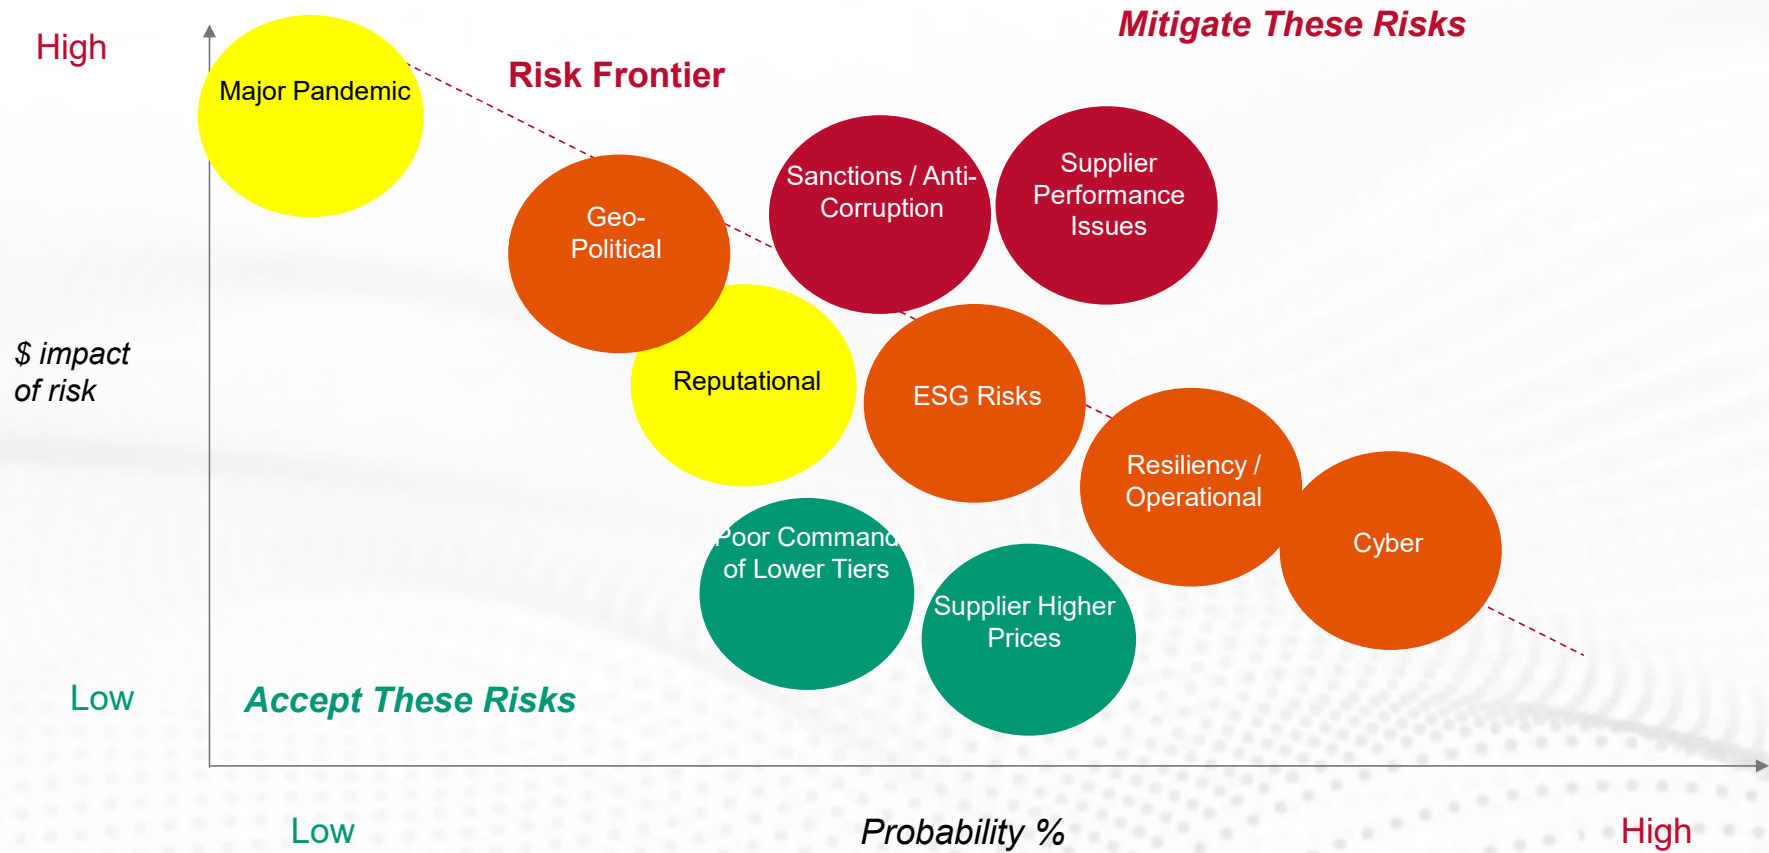 Mitigate These Risks
High
Risk Frontier
Major Pandemic
Sanctions / Anti-
Corruption
Supplier
Performance
Issues
Geo-
Political
$ impact
of risk
Reputational
ESG Risks
Resiliency /
Operational
Cyber
Poor Command
of Lower Tiers
Supplier Higher
Prices
Low
Accept These Risks
Low
Probability %
High